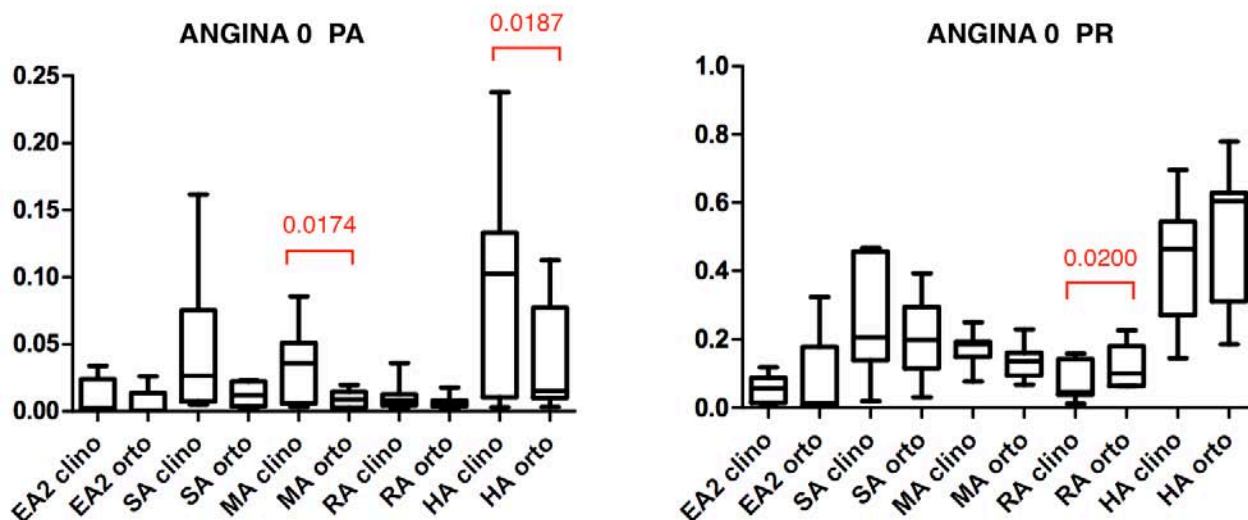 0.0187
ANGINA 0 PA
0.25
0.20
0.15
0.10
0.05
0.00
0.0174
EA2 clino
EA2 orto
SA clino
SA orto
MA clino
MA orto
RA clino
RA orto
HA clino
HA orto
ANGINA 0 PR
1.0
0.8
0.6
0.4
0.2
0.0
0.0200
EA2 clino
EA2 orto
SA clino
SA orto
MA clino
MA orto
RA clino
RA orto
HA clino
HA orto